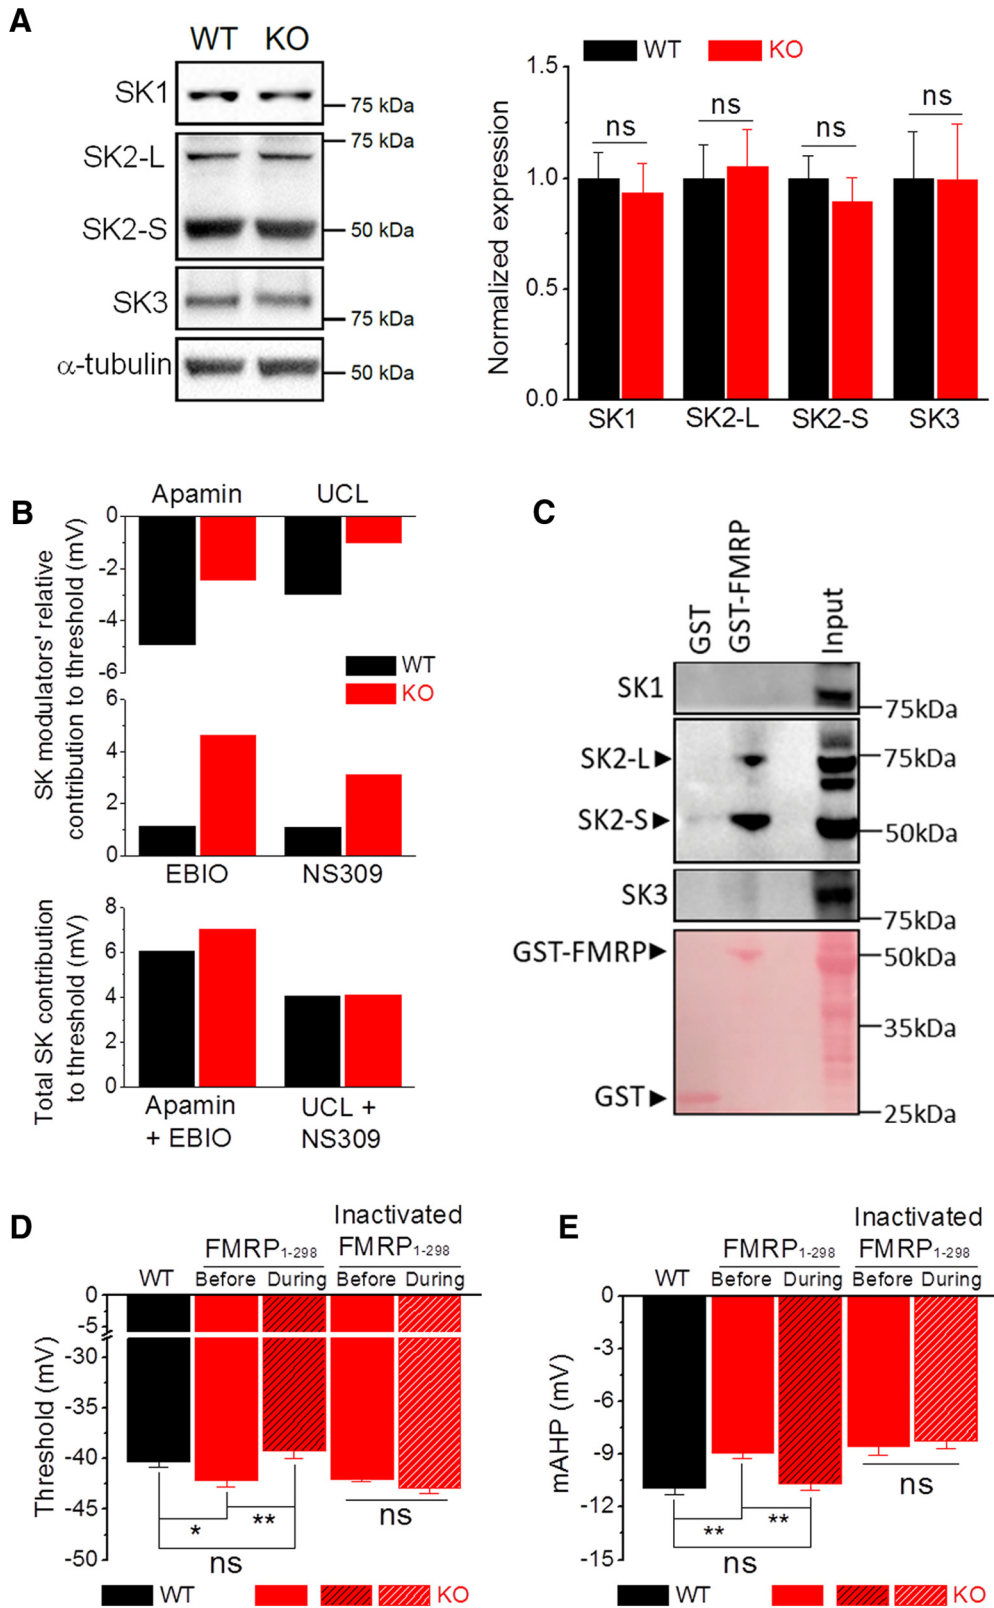 A
WT KO
SK1
75 kDa
75 kDa
SK2-L
SK2-S
50 kDa
SK3
75 kDa
α-tubulin
50 kDa
WT KO
Normalized expression
1.5
1.0
0.5
0.0
ns ns ns ns
SK1 SK2-L SK2-S SK3
B
Apamin UCL
SK modulators' relative
contribution to threshold (mV)
0
-2
-4
-6
WT
KO
6
4
2
0
EBIO NS309
Total SK contribution
to threshold (mV)
8
6
4
2
0
Apamin
+ EBIO
UCL +
NS309
C
GST
GST-FMRP
Input
SK1
75kDa
SK2-L
75kDa
SK2-S
50kDa
SK3
75kDa
GST-FMRP
50kDa
35kDa
GST
25kDa
D
Inactivated
FMRP1-298 FMRP1-298
WT Before During Before During
Threshold (mV)
0
-5
-30
-35
-40
-45
-50
* **
ns
ns
WT KO
E
Inactivated
FMRP1-298 FMRP1-298
WT Before During Before During
mAHP (mV)
0
-3
-6
-9
-12
-15
** **
ns
ns
WT KO